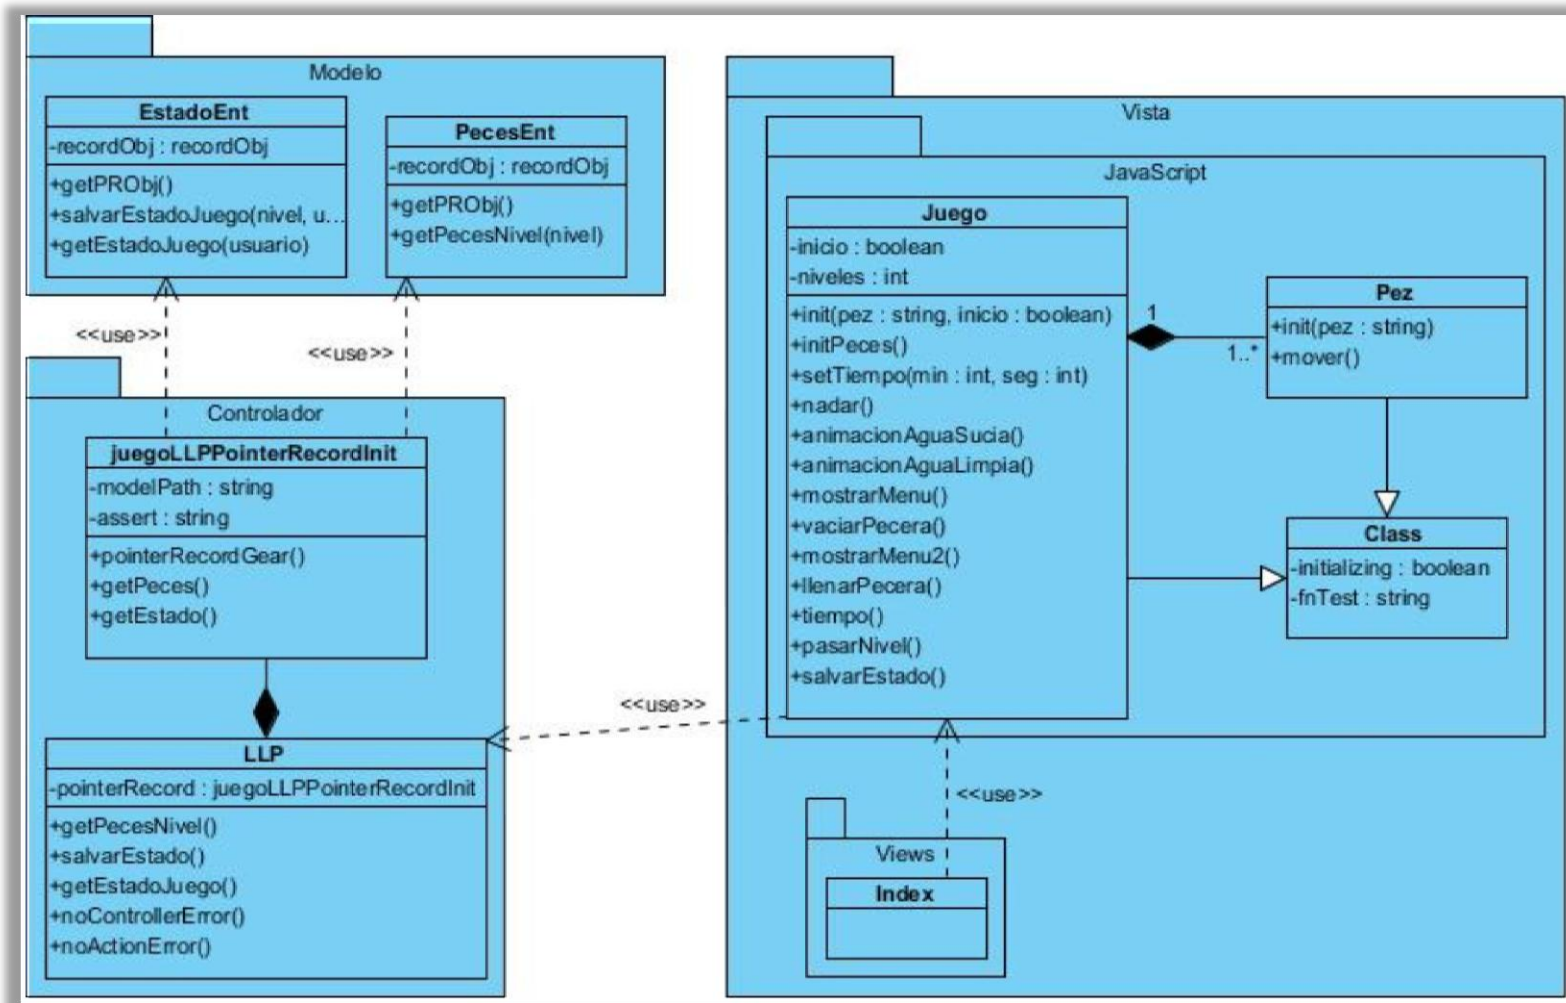 Modelo
EstadoEnt
-recordObj : recordObj
+getPRObj()
+salvarEstadoJuego(nivel, u...
+getEstadoJuego(usuario)
PecesEnt
-recordObj : recordObj
+getPRObj()
+getPecesNivel(nivel)
<<use>>
<<use>>
Controlador
juegoLLPPointerRecordInit
-modelPath : string
-assert : string
+pointerRecordGear()
+getPeces()
+getEstado()
LLP
-pointerRecord : juegoLLPPointerRecordInit
+getPecesNivel()
+salvarEstado()
+getEstadoJuego()
+noControllerError()
+noActionError()
<<use>>
Vista
JavaScript
Juego
-inicio : boolean
-niveles : int
+init(pez : string, inicio : boolean)
+initPeces()
+setTiempo(min : int, seg : int)
+nadar()
+animacionAguaSucia()
+animacionAguaLimpia()
+mostrarMenu()
+vaciarPecera()
+mostrarMenu2()
+llenarPecera()
+tiempo()
+pasarNivel()
+salvarEstado()
1
1..*
Pez
+init(pez : string)
+mover()
Class
-initializing : boolean
-fnTest : string
<<use>>
Views
Index